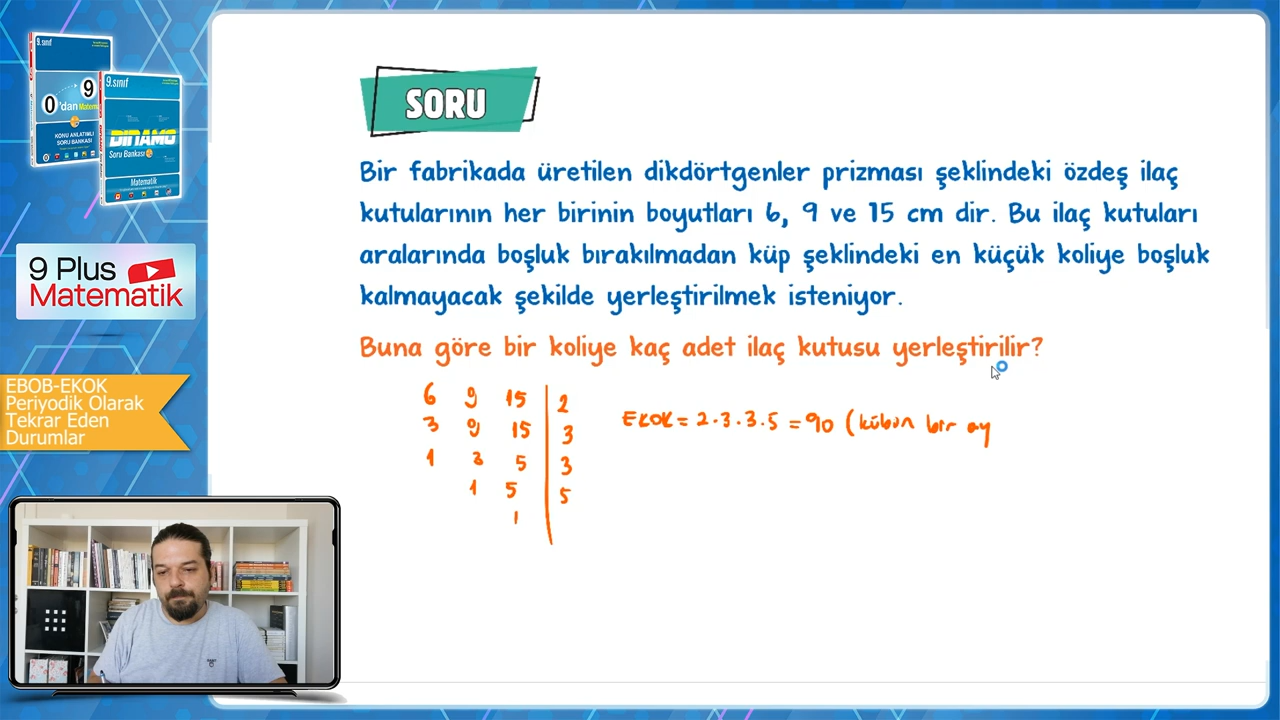 9.sınıf
0'dan
9
Matematik
KONU ANLATIMLI
SORU BANKASI
9.sınıf
DİNAMO
Soru Bankası
Matematik
9 Plus
Matematik
EBOB-EKOK
Periyodik Olarak
Tekrar Eden
Durumlar
SORU
Bir fabrikada üretilen dikdörtgenler prizması şeklindeki özdeş ilaç
kutularının her birinin boyutları 6, 9 ve 15 cm dir. Bu ilaç kutuları
aralarında boşluk bırakılmadan küp şeklindeki en küçük koliye boşluk
kalmayacak şekilde yerleştirilmek isteniyor.
Buna göre bir koliye kaç adet ilaç kutusu yerleştirilir?
6 9 15 2
3 9 15 3
1 3 5 3
1 5 5
1
EKOK = 2.3.3.5 = 90 (kübün bir ay